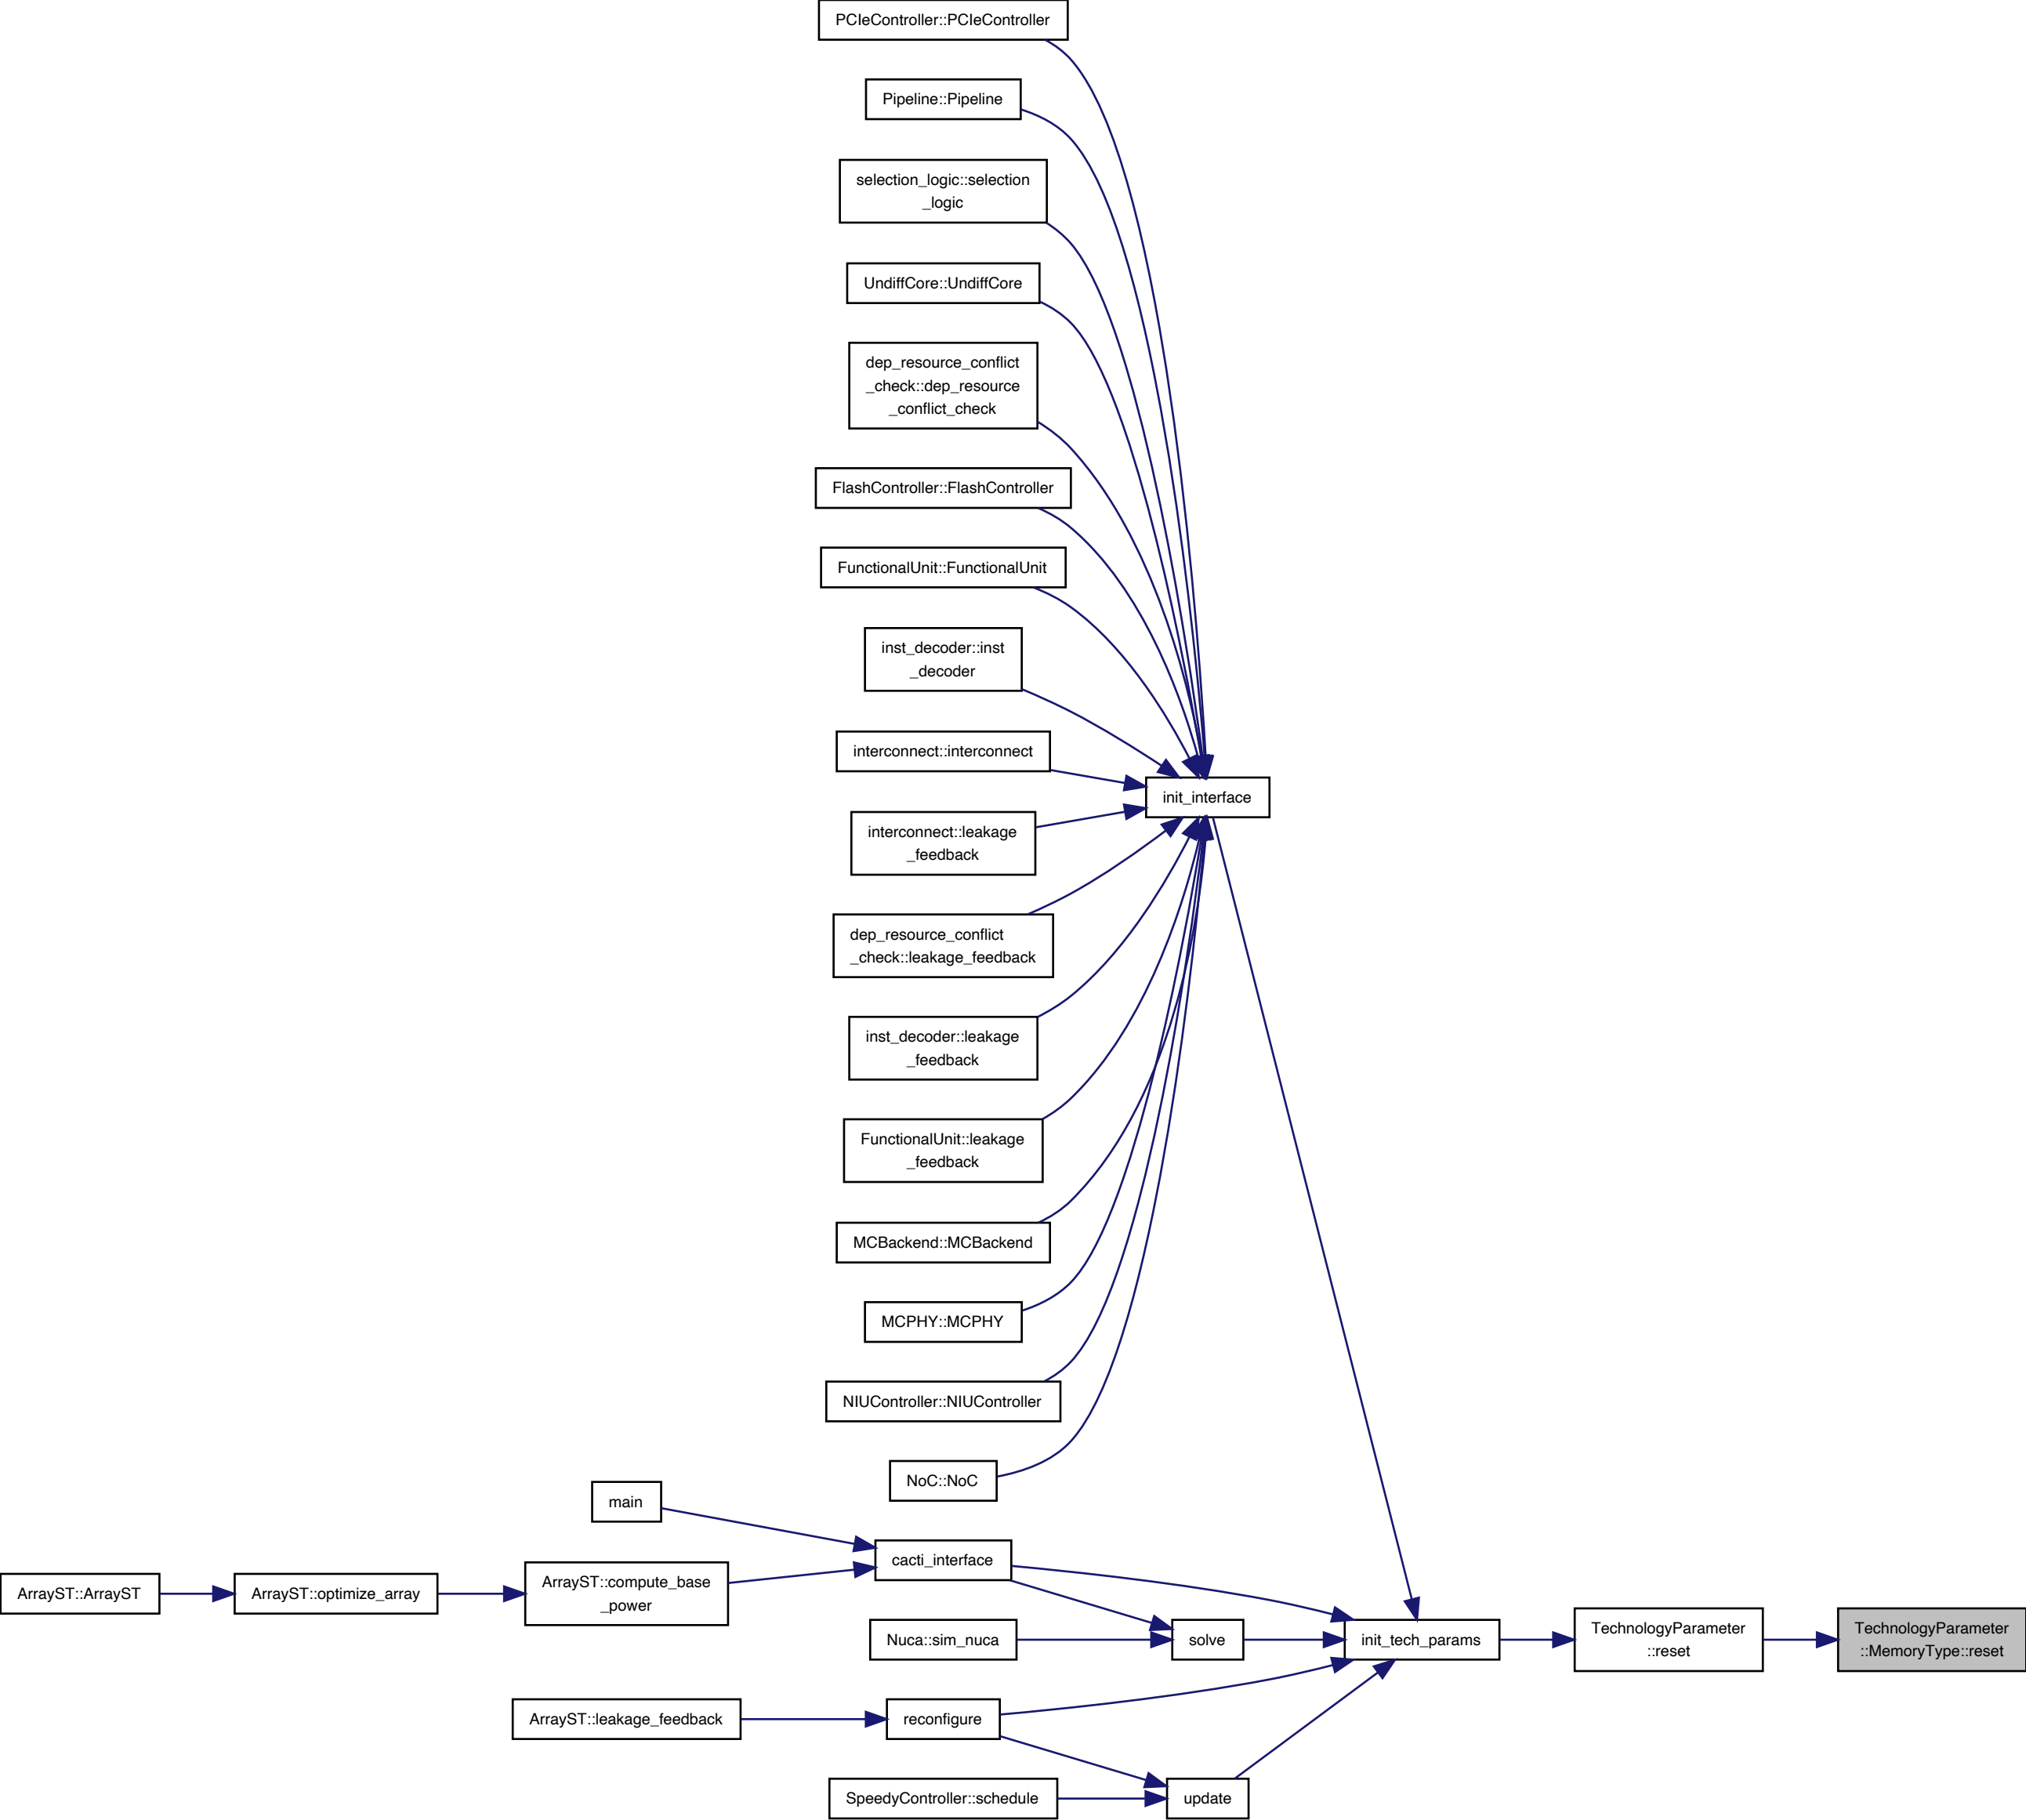 PCIeController::PCIeController
Pipeline::Pipeline
selection_logic::selection
_logic
UndiffCore::UndiffCore
dep_resource_conflict
_check::dep_resource
_conflict_check
FlashController::FlashController
FunctionalUnit::FunctionalUnit
inst_decoder::inst
_decoder
interconnect::interconnect
init_interface
interconnect::leakage
_feedback
dep_resource_conflict
_check::leakage_feedback
inst_decoder::leakage
_feedback
FunctionalUnit::leakage
_feedback
MCBackend::MCBackend
MCPHY::MCPHY
NIUController::NIUController
NoC::NoC
main
cacti_interface
ArrayST::ArrayST
ArrayST::optimize_array
ArrayST::compute_base
_power
Nuca::sim_nuca
solve
init_tech_params
TechnologyParameter
::reset
TechnologyParameter
::MemoryType::reset
ArrayST::leakage_feedback
reconfigure
SpeedyController::schedule
update